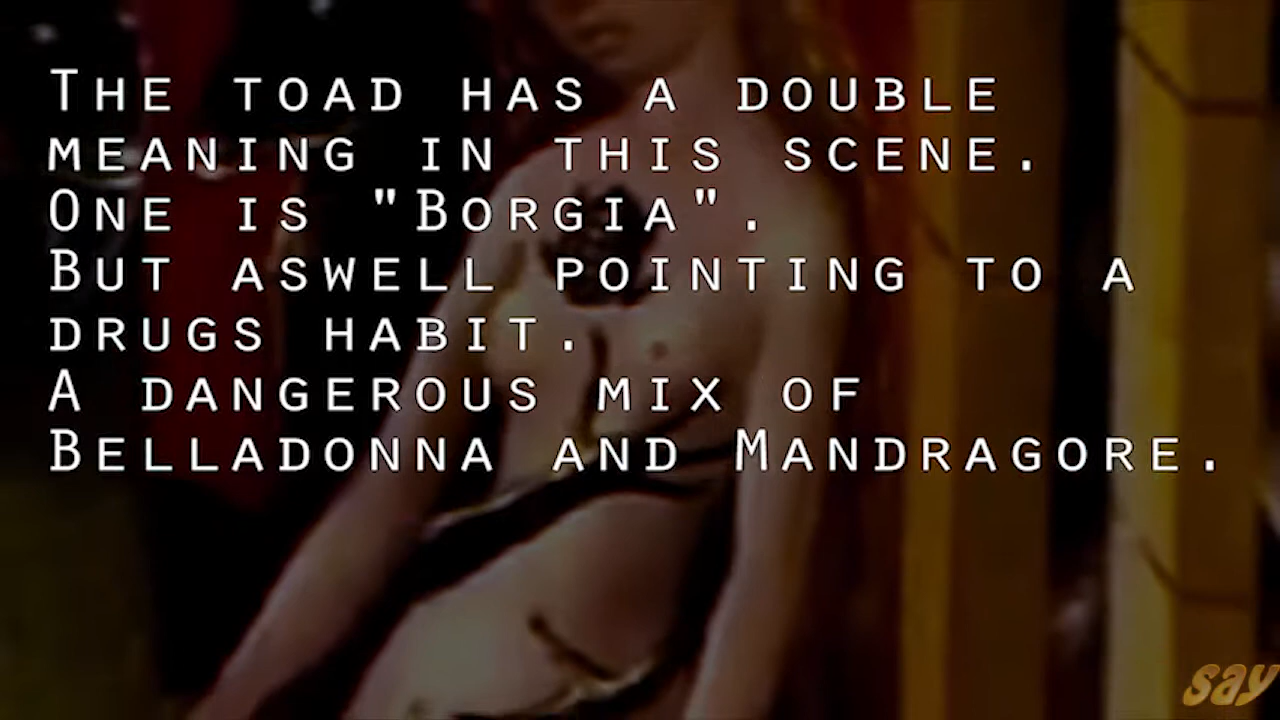 The toad has a double
meaning in this scene.
One is "Borgia".
But aswell pointing to a
drugs habit.
A dangerous mix of
Belladonna and Mandragore.
say